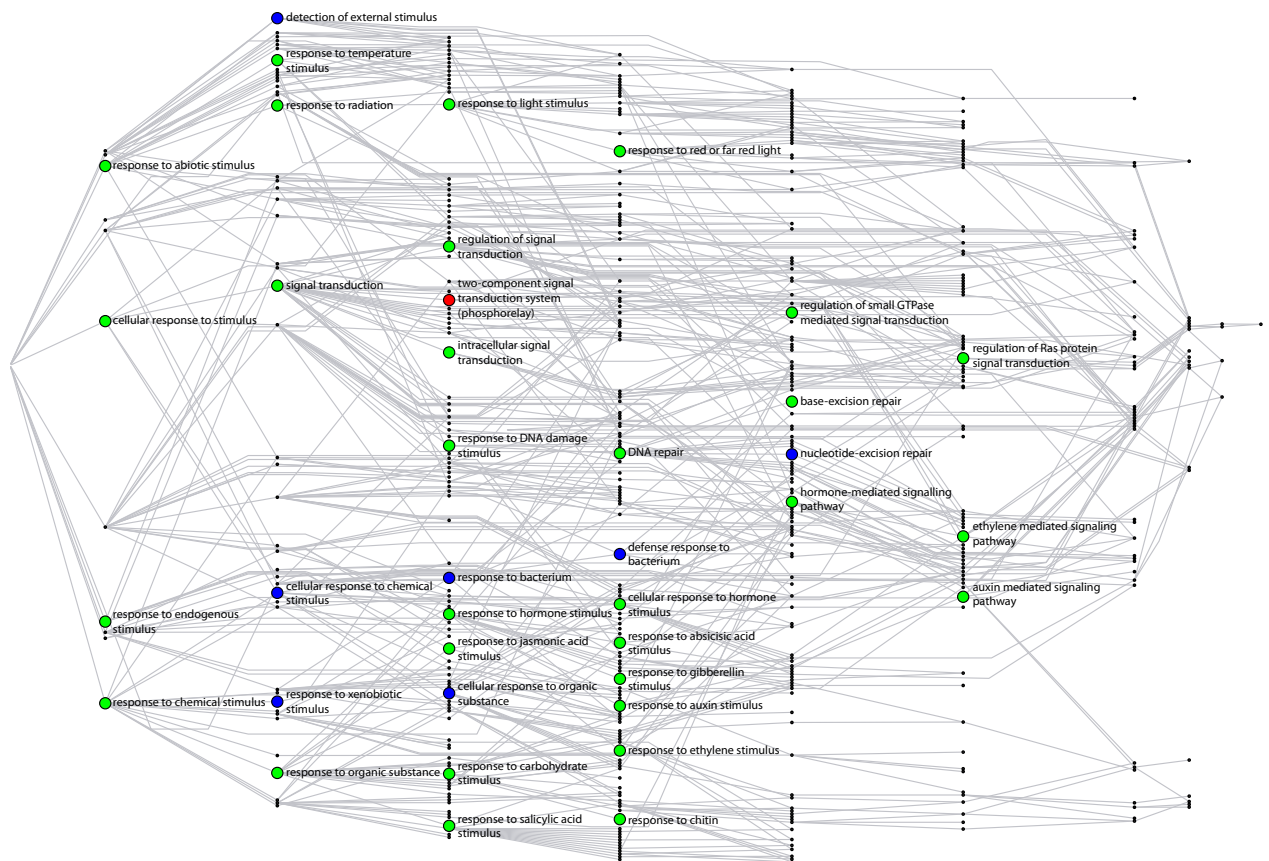 detection of external stimulus
response to temperature
stimulus
response to radiation
response to light stimulus
response to red or far red light
response to abiotic stimulus
regulation of signal
transduction
signal transduction
two-component signal
transduction system
(phosphorelay)
cellular response to stimulus
regulation of small GTPase
mediated signal transduction
intracellular signal
transduction
regulation of Ras protein
signal transduction
base-excision repair
response to DNA damage
stimulus
DNA repair
nucleotide-excision repair
hormone-mediated signalling
pathway
ethylene mediated signaling
pathway
defense response to
bacterium
response to bacterium
cellular response to chemical
stimulus
auxin mediated signaling
pathway
cellular response to hormone
stimulus
response to endogenous
stimulus
response to hormone stimulus
response to jasmonic acid
stimulus
response to absicisic acid
stimulus
response to gibberellin
stimulus
cellular response to organic
substance
response to xenobiotic
stimulus
response to chemical stimulus
response to auxin stimulus
response to ethylene stimulus
response to organic substance
response to carbohydrate
stimulus
response to salicylic acid
stimulus
response to chitin